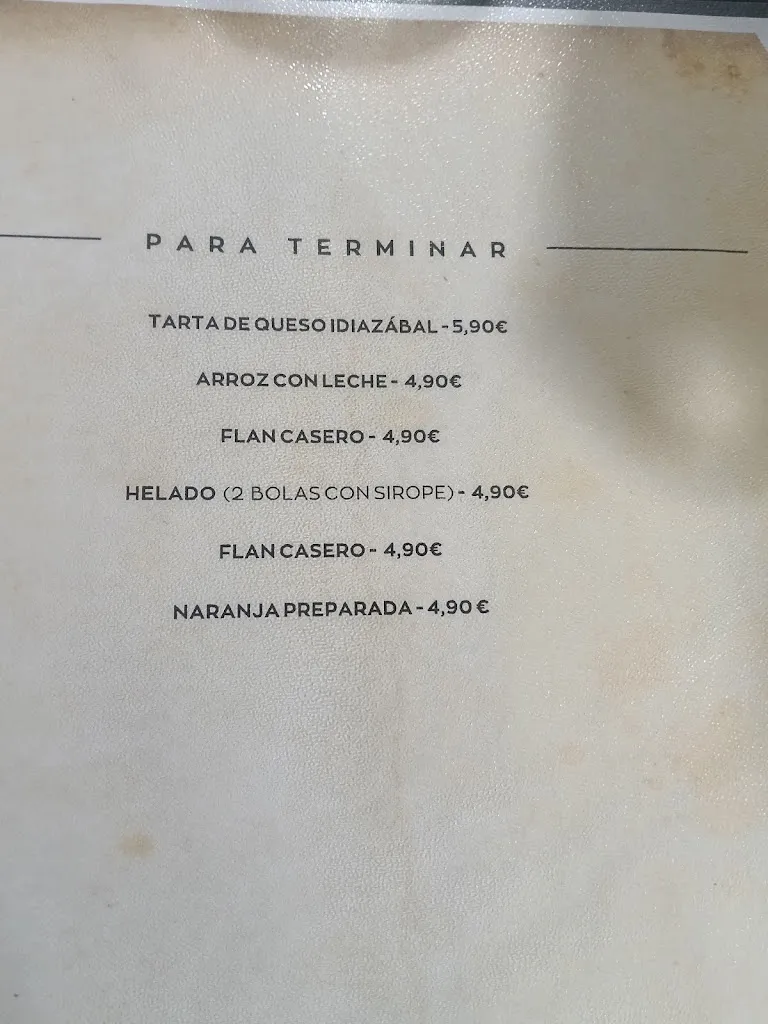 PARA TERMINAR
TARTA DE QUESO IDIAZÁBAL - 5,90€
ARROZ CON LECHE - 4,90€
FLAN CASERO - 4,90€
HELADO (2 BOLAS CON SIROPE) - 4,90€
FLAN CASERO - 4,90€
NARANJA PREPARADA - 4,90 €